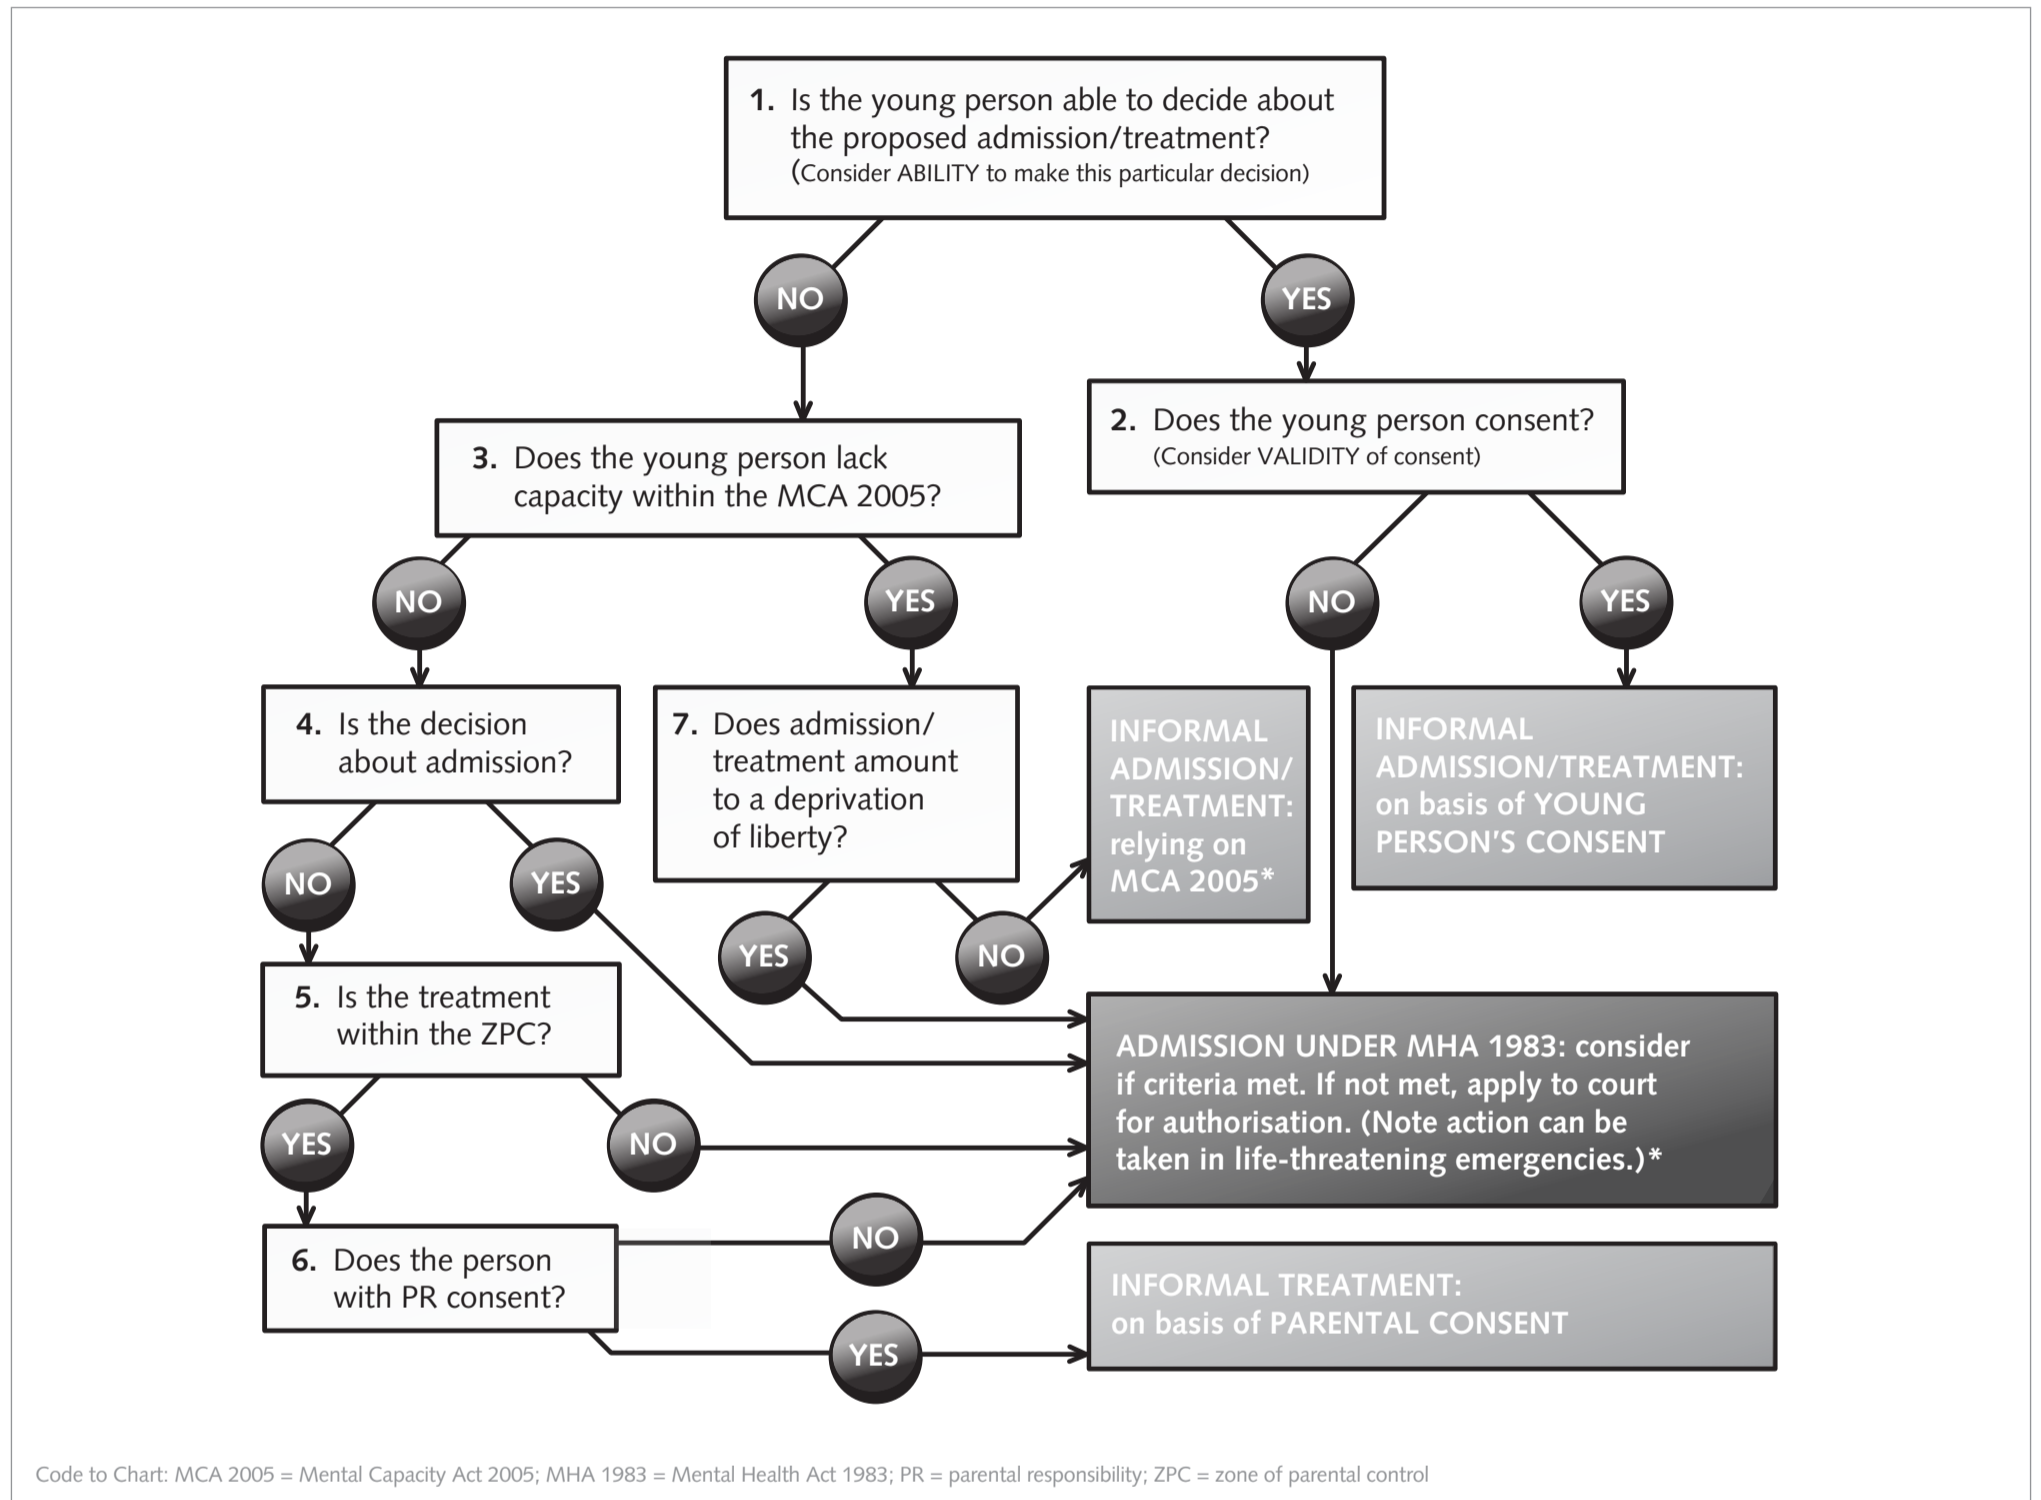 1. Is the young person able to decide about
the proposed admission/treatment?
(Consider ABILITY to make this particular decision)
NO
YES
2. Does the young person consent?
(Consider VALIDITY of consent)
3. Does the young person lack
capacity within the MCA 2005?
NO
YES
NO
YES
4. Is the decision
about admission?
7. Does admission/
treatment amount
to a deprivation
of liberty?
INFORMAL
ADMISSION/
TREATMENT:
relying on
MCA 2005*
INFORMAL
ADMISSION/TREATMENT:
on basis of YOUNG
PERSON'S CONSENT
NO
YES
YES
NO
5. Is the treatment
within the ZPC?
ADMISSION UNDER MHA 1983: consider
if criteria met. If not met, apply to court
for authorisation. (Note action can be
taken in life-threatening emergencies.)*
YES
NO
6. Does the person
with PR consent?
NO
YES
INFORMAL TREATMENT:
on basis of PARENTAL CONSENT
Code to Chart: MCA 2005 = Mental Capacity Act 2005; MHA 1983 = Mental Health Act 1983; PR = parental responsibility; ZPC = zone of parental control